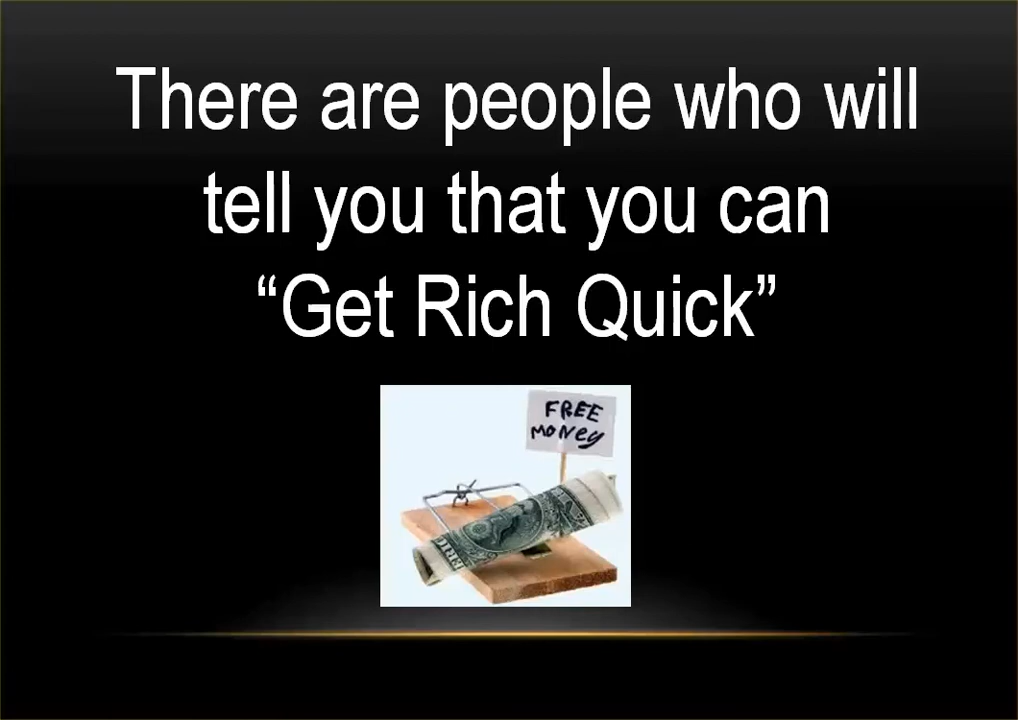 There are people who will
tell you that you can
“Get Rich Quick”
FREE
MONEY